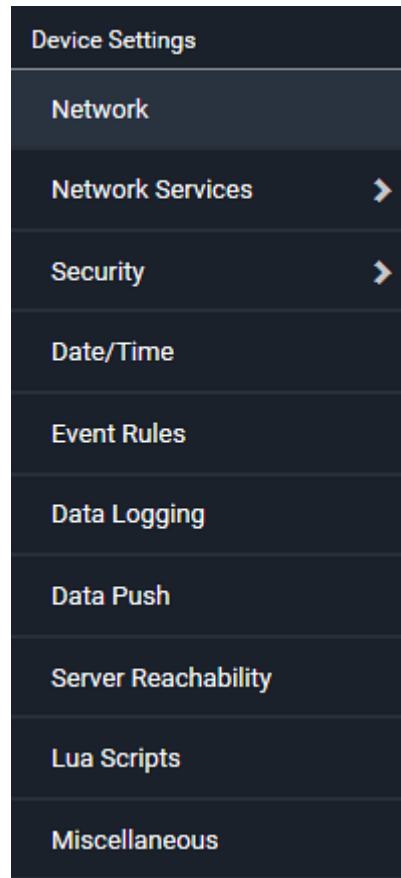 Device Settings
Network
Network Services
Security
Date/Time
Event Rules
Data Logging
Data Push
Server Reachability
Lua Scripts
Miscellaneous